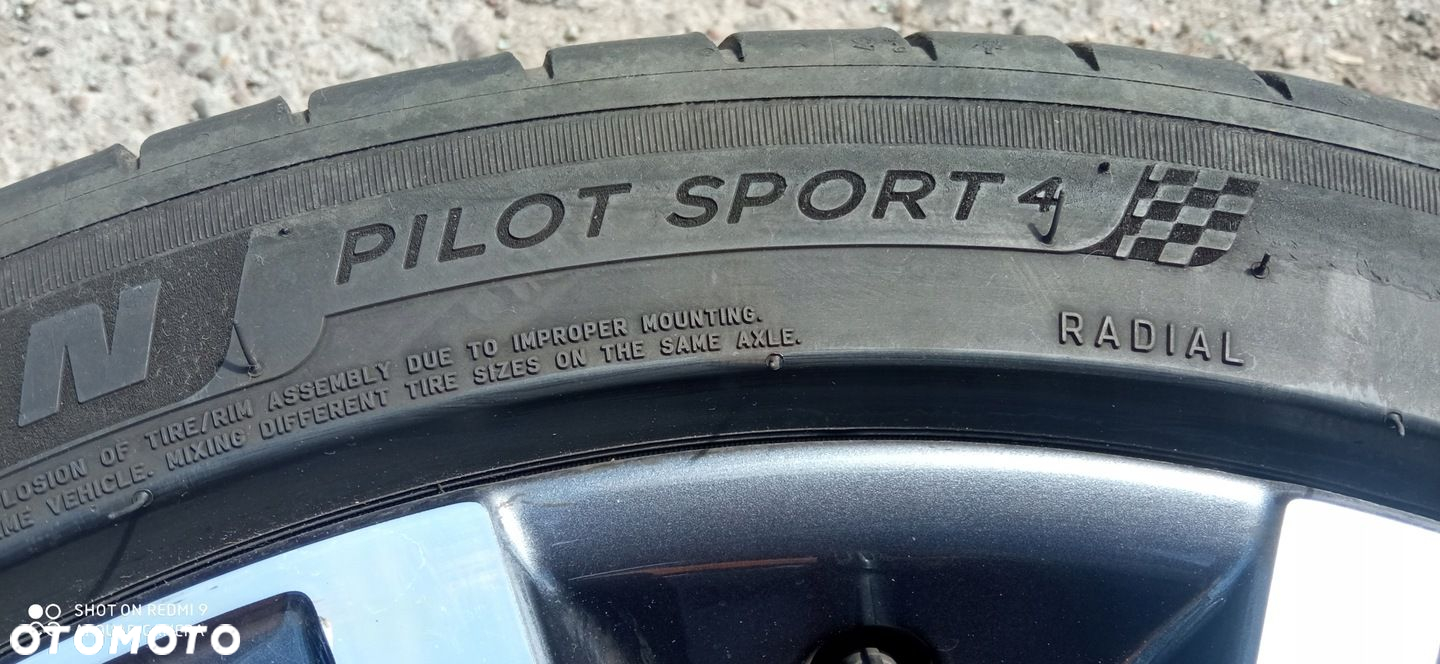 PILOT SPORT 4
N
PLOSION OF TIRE/RIM ASSEMBLY DUE TO IMPROPER MOUNTING.
ME VEHICLE. MIXING DIFFERENT TIRE SIZES ON THE SAME AXLE.
RADIAL
SHOT ON REDMI 9
OTOMOTO